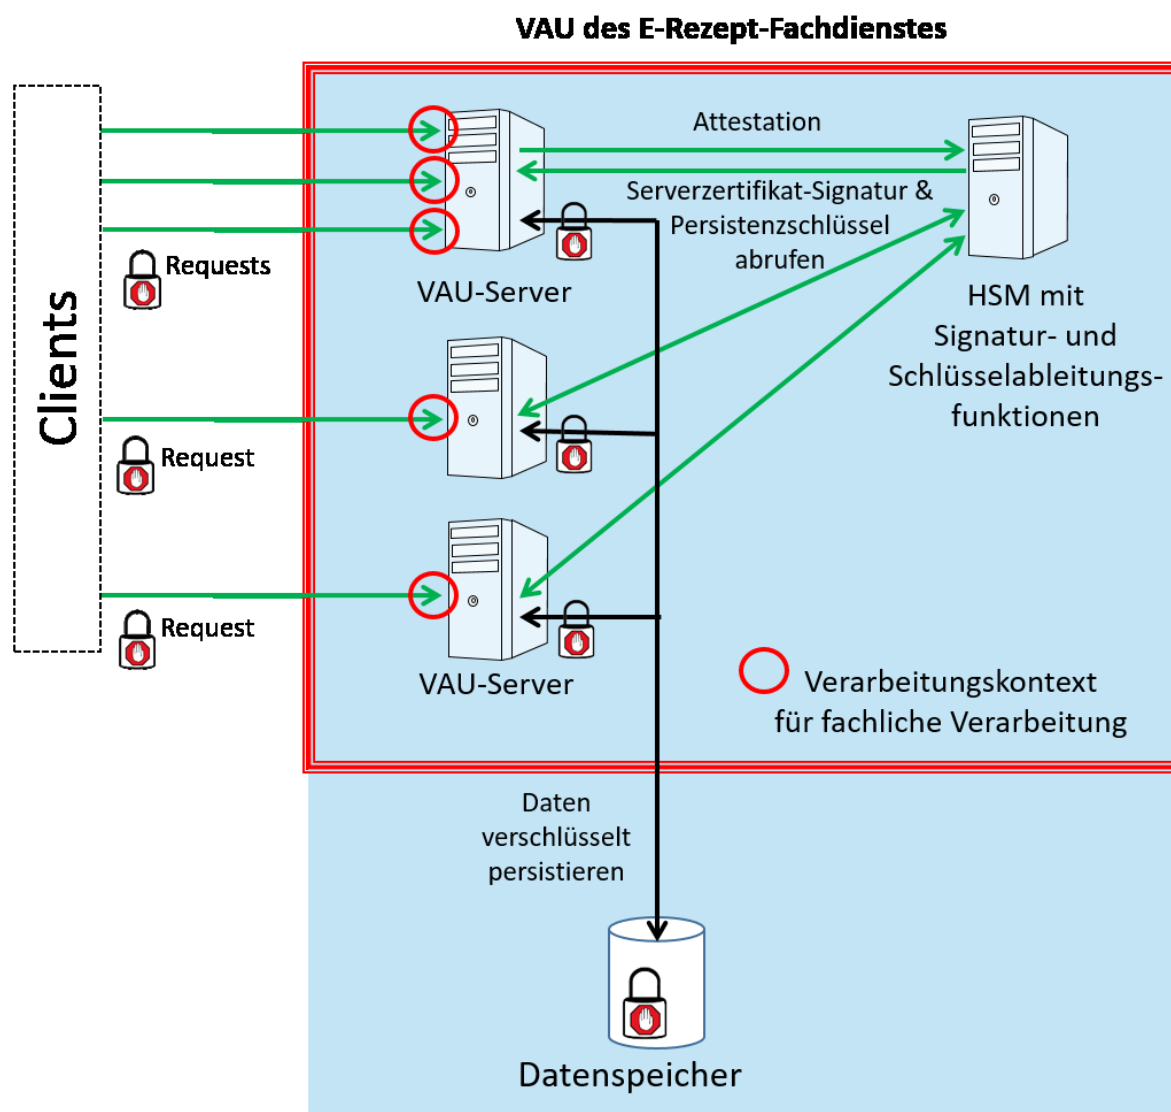 VAU des E-Rezept-Fachdienstes
Clients
Attestation
Serverzertifikat-Signatur &
Persistenzschlüssel
abrufen
Requests
VAU-Server
HSM mit
Signatur- und
Schlüsselableitungs-
funktionen
Request
Request
VAU-Server
Verarbeitungskontext
für fachliche Verarbeitung
Daten
verschlüsselt
persistieren
Datenspeicher